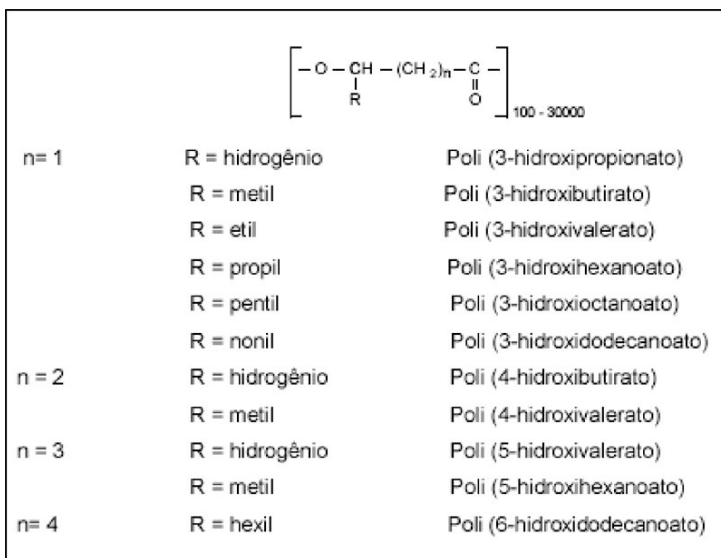 – O – CH – (CH 2)n – C –
R O 100 - 30000
n= 1 R = hidrogênio Poli (3-hidroxipropionato)
R = metil Poli (3-hidroxibutirato)
R = etil Poli (3-hidroxivalerato)
R = propil Poli (3-hidroxihexanoato)
R = pentil Poli (3-hidroxioctanoato)
R = nonil Poli (3-hidroxidodecanoato)
n = 2 R = hidrogênio Poli (4-hidroxibutirato)
R = metil Poli (4-hidroxivalerato)
n = 3 R = hidrogênio Poli (5-hidroxivalerato)
R = metil Poli (5-hidroxihexanoato)
n= 4 R = hexil Poli (6-hidroxidodecanoato)